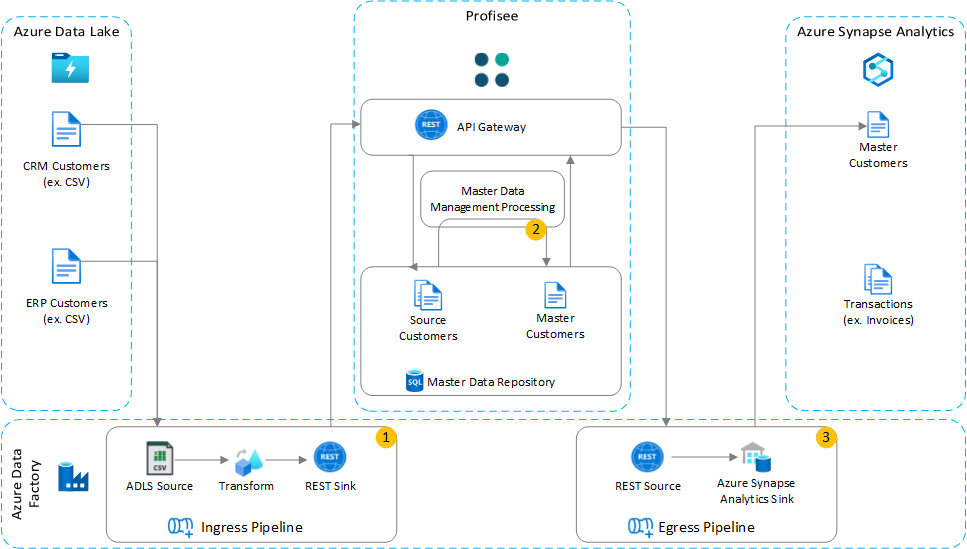 Azure Data Lake
CRM Customers
(ex. CSV)
ERP Customers
(ex. CSV)
Profisee
REST
API Gateway
Master Data
Management Processing
2
Source
Customers
Master
Customers
SQL
Master Data Repository
Azure Synapse Analytics
Master
Customers
Transactions
(ex. Invoices)
Azure Data
Factory
1
CSV
ADLS Source
Transform
REST
REST Sink
Ingress Pipeline
3
REST
REST Source
Azure Synapse
Analytics Sink
Egress Pipeline